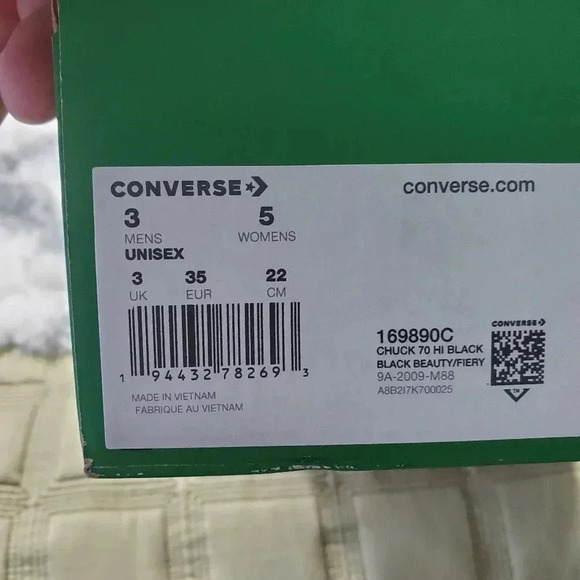 CONVERSE
converse.com
3 5
MENS WOMENS
UNISEX
3 35 22
UK EUR CM
1 94432 78269 3
MADE IN VIETNAM
FABRIQUE AU VIETNAM
169890C
CHUCK 70 HI BLACK
BLACK BEAUTY/FIERY
9A-2009-M88
A8B2I7K700025
CONVERSE